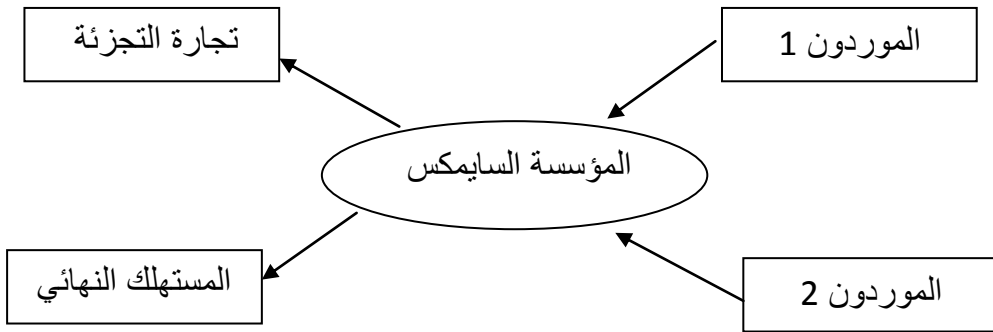 الموردون 1
تجارة التجزئة
المؤسسة السايمكس
الموردون 2
المستهلك النهائي